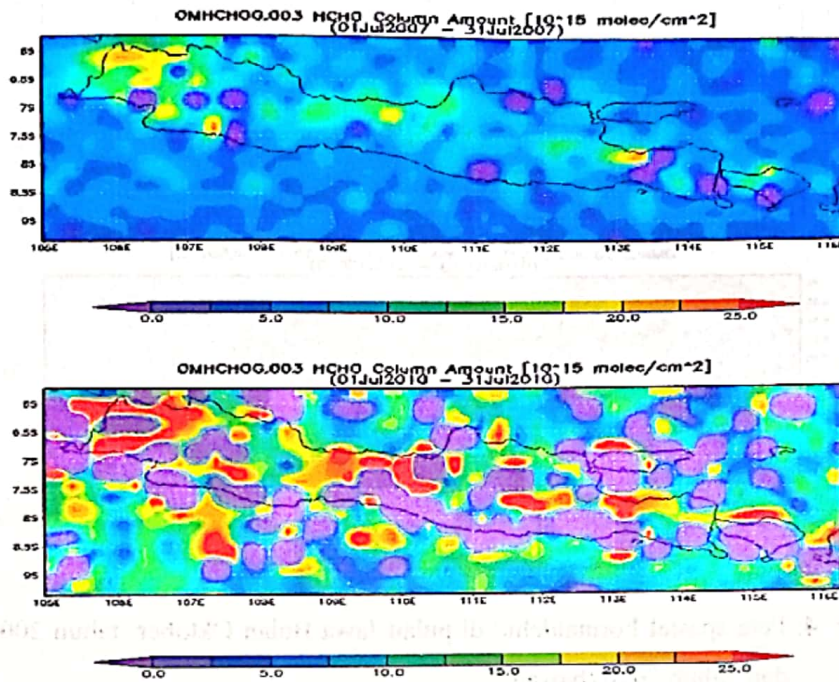 OMHCHOG.003 HCHO Column Amount [10^15 molec/cm^2]
(01Jul2007 - 31Jul2007)
6S
6.5S
7S
7.5S
8S
8.5S
9S
105E 106E 107E 108E 109E 110E 111E 112E 113E 114E 115E 116
0.0 5.0 10.0 15.0 20.0 25.0
OMHCHOG.003 HCHO Column Amount [10^15 molec/cm^2]
(01Jul2010 - 31Jul2010)
6S
6.5S
7S
7.5S
8S
8.5S
9S
105E 106E 107E 108E 109E 110E 111E 112E 113E 114E 115E 116E
0.0 5.0 10.0 15.0 20.0 25.0